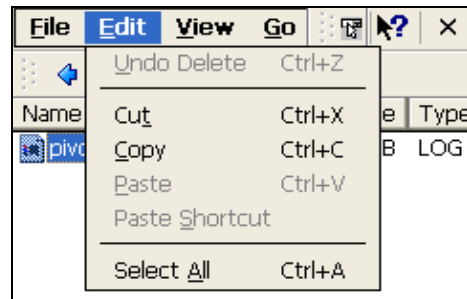 File Edit View Go ?
Undo Delete Ctrl+Z
Name e Type
Cut Ctrl+X
pivo B LOG
Copy Ctrl+C
Paste Ctrl+V
Paste Shortcut
Select All Ctrl+A